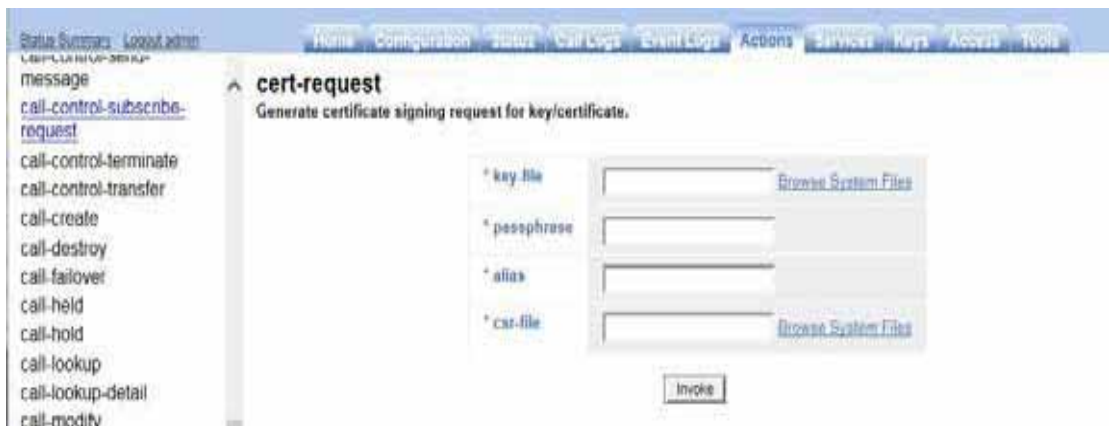 Status Summary Logout admin
Home Configuration Status Call Logs Event Logs Actions Services Keys Access Tools
call-control-send-
message
call-control-subscribe-
request
call-control-terminate
call-control-transfer
call-create
call-destroy
call-failover
call-held
call-hold
call-lookup
call-lookup-detail
call-modify
cert-request
Generate certificate signing request for key/certificate.
* key-file Browse System Files
* passphrase
* alias
* csr-file Browse System Files
Invoke